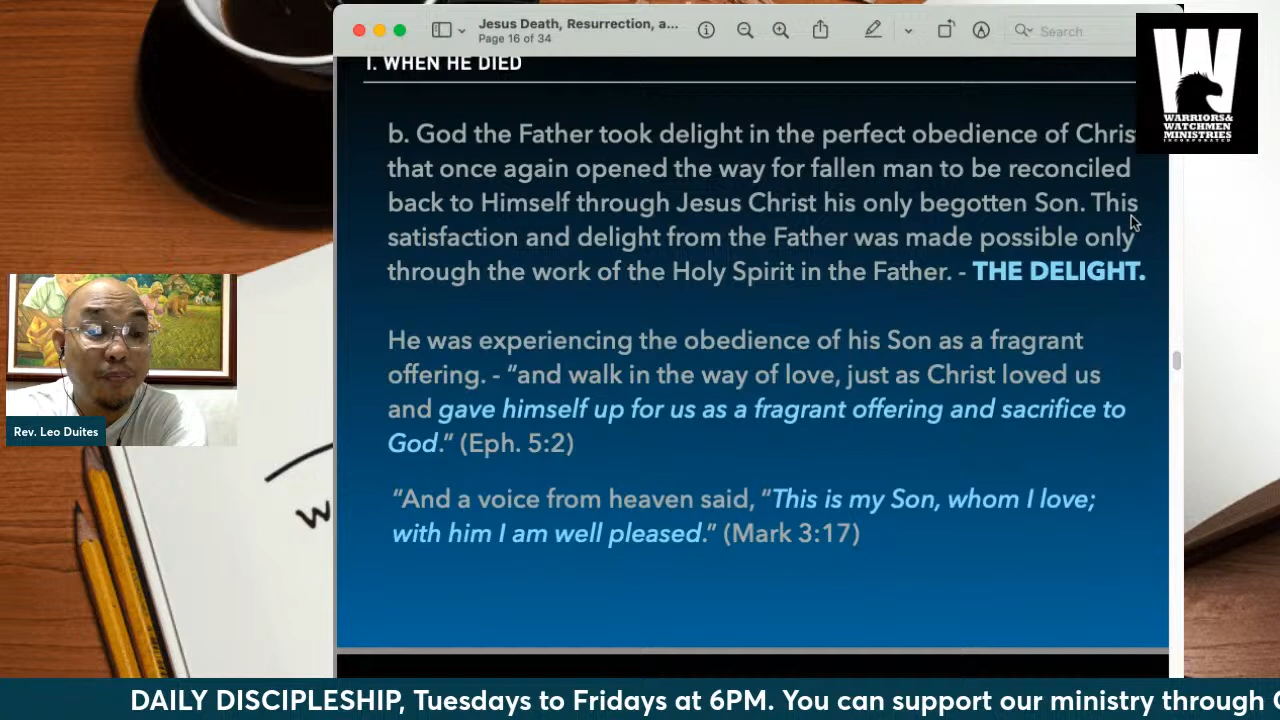 Jesus Death, Resurrection, a...
Page 16 of 34
Search
W
WARRIORS&
WATCHMEN
MINISTRIES
INCORPORATED
I. WHEN HE DIED
b. God the Father took delight in the perfect obedience of Christ
that once again opened the way for fallen man to be reconciled
back to Himself through Jesus Christ his only begotten Son. This
satisfaction and delight from the Father was made possible only
through the work of the Holy Spirit in the Father. - THE DELIGHT.
He was experiencing the obedience of his Son as a fragrant
offering. - “and walk in the way of love, just as Christ loved us
and gave himself up for us as a fragrant offering and sacrifice to
God.” (Eph. 5:2)
“And a voice from heaven said, “This is my Son, whom I love;
with him I am well pleased.” (Mark 3:17)
Rev. Leo Duites
W
DAILY DISCIPLESHIP, Tuesdays to Fridays at 6PM. You can support our ministry through